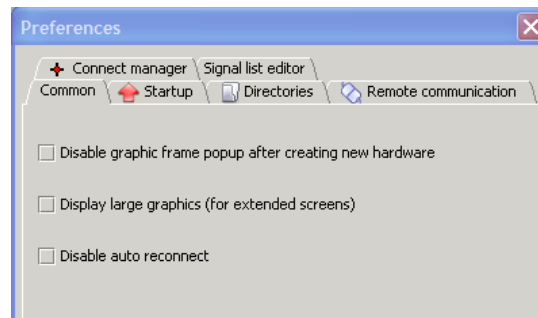 Preferences
Connect manager Signal list editor
Common Startup Directories Remote communication
Disable graphic frame popup after creating new hardware
Display large graphics (for extended screens)
Disable auto reconnect